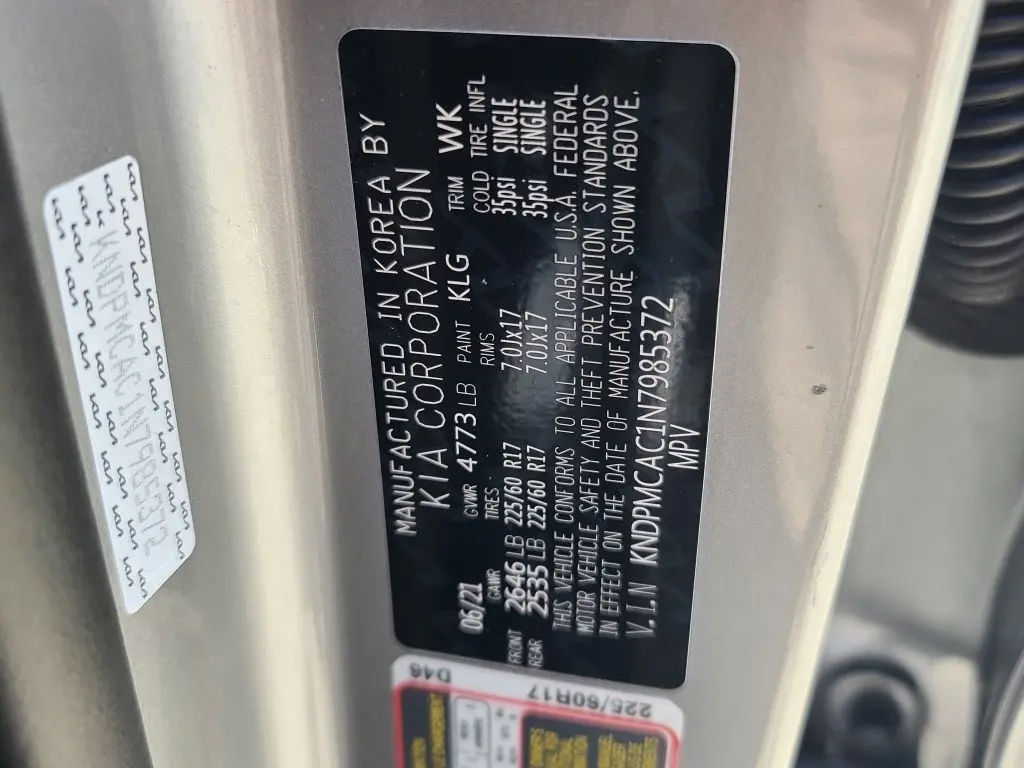 MANUFACTURED IN KOREA BY
KIA CORPORATION
06/21 GVWR 4773 LB PAINT KLG TRIM WK
GAWR TIRES RIMS COLD TIRE INFL
FRONT 2646 LB 225/60 R17 7.0Jx17 35psi SINGLE
REAR 2535 LB 225/60 R17 7.0Jx17 35psi SINGLE
THIS VEHICLE CONFORMS TO ALL APPLICABLE U.S.A. FEDERAL
MOTOR VEHICLE SAFETY AND THEFT PREVENTION STANDARDS
IN EFFECT ON THE DATE OF MANUFACTURE SHOWN ABOVE.
V.I.N KNDPMCAC1N7985372
MPV
KNDPMCAC1N7985372
D46
225/60R17